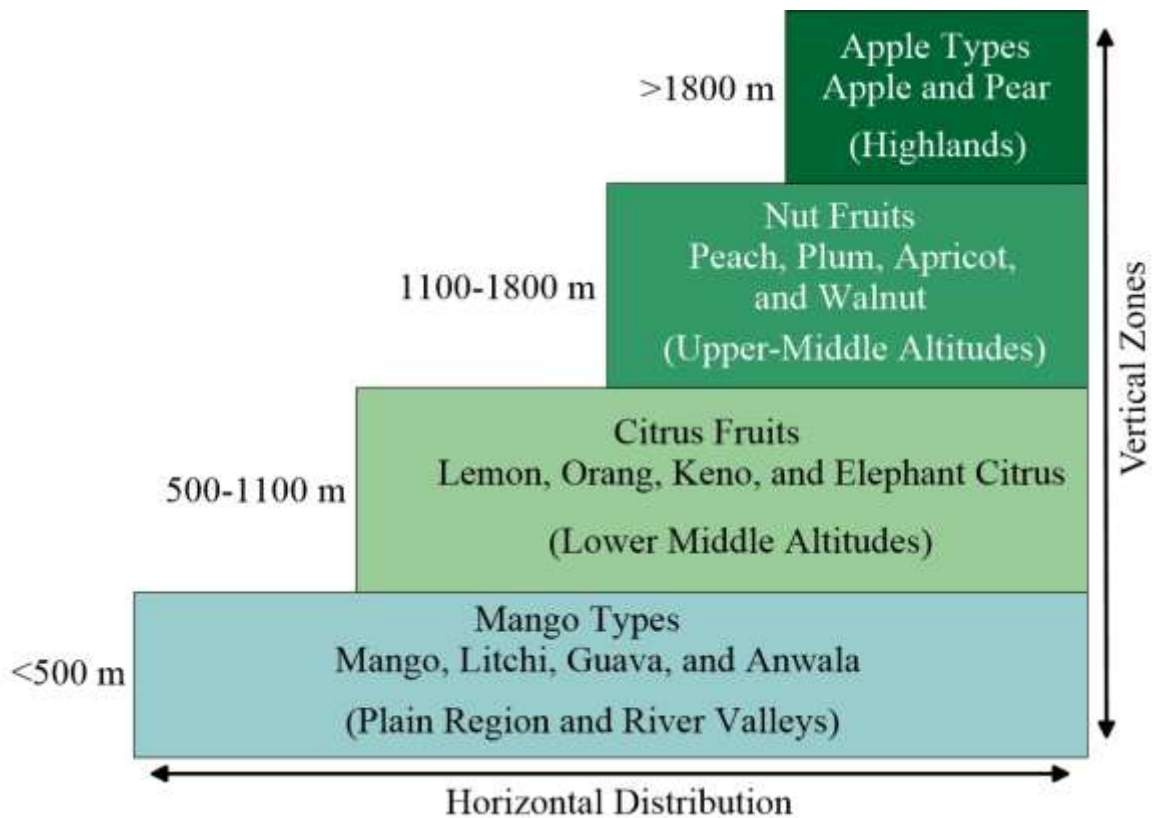 Apple Types
Apple and Pear
(Highlands)
>1800 m
Nut Fruits
Peach, Plum, Apricot,
and Walnut
(Upper-Middle Altitudes)
1100-1800 m
Citrus Fruits
Lemon, Orang, Keno, and Elephant Citrus
(Lower Middle Altitudes)
500-1100 m
Mango Types
Mango, Litchi, Guava, and Anwala
(Plain Region and River Valleys)
<500 m
Vertical Zones
Horizontal Distribution